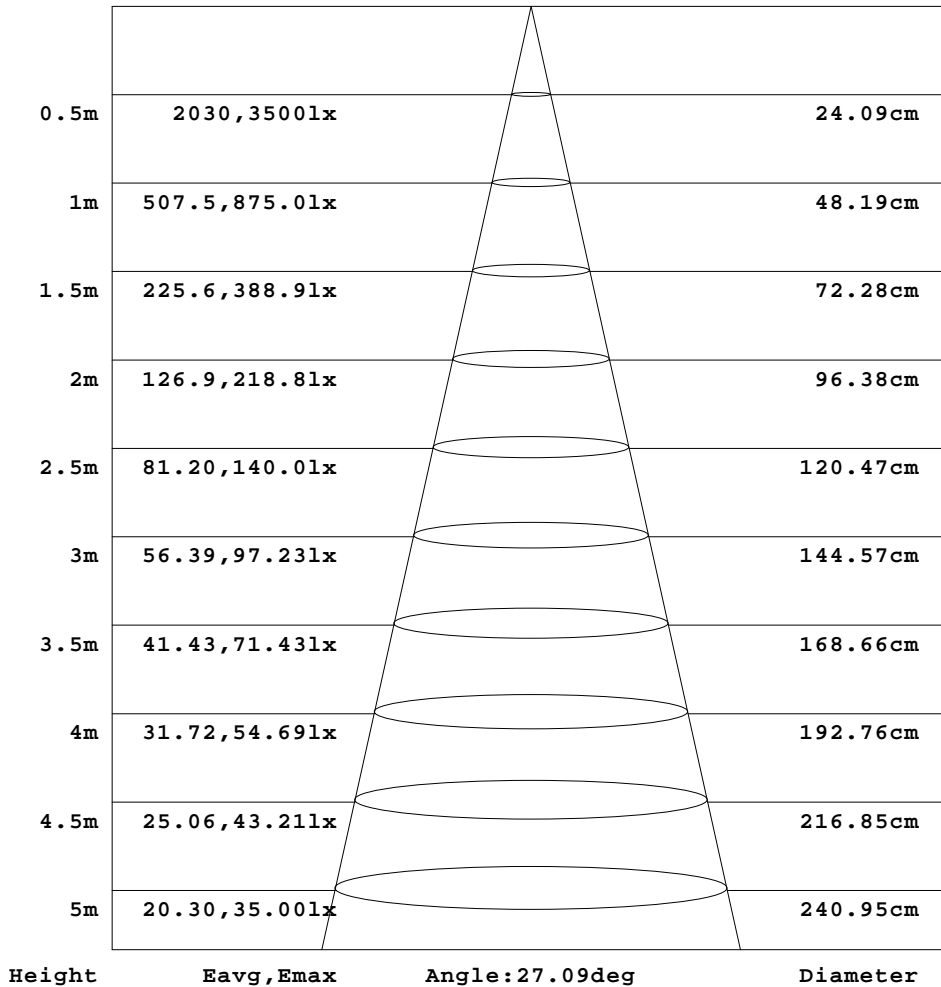 0.5m 2030,3500lx 24.09cm
1m 507.5,875.0lx 48.19cm
1.5m 225.6,388.9lx 72.28cm
2m 126.9,218.8lx 96.38cm
2.5m 81.20,140.0lx 120.47cm
3m 56.39,97.23lx 144.57cm
3.5m 41.43,71.43lx 168.66cm
4m 31.72,54.69lx 192.76cm
4.5m 25.06,43.21lx 216.85cm
5m 20.30,35.00lx 240.95cm
Height Eavg,Emax Angle:27.09deg Diameter